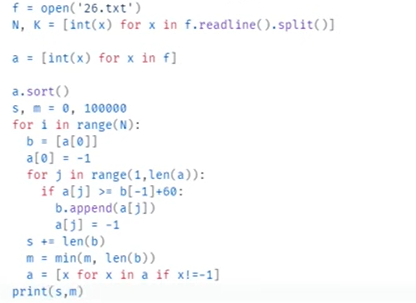 f = open('26.txt')
N, K = [int(x) for x in f.readline().split()]
a = [int(x) for x in f]
a.sort()
s, m = 0, 100000
for i in range(N):
b = [a[0]]
a[0] = -1
for j in range(1,len(a)):
if a[j] >= b[-1]+60:
b.append(a[j])
a[j] = -1
s += len(b)
m = min(m, len(b))
a = [x for x in a if x!=-1]
print(s,m)